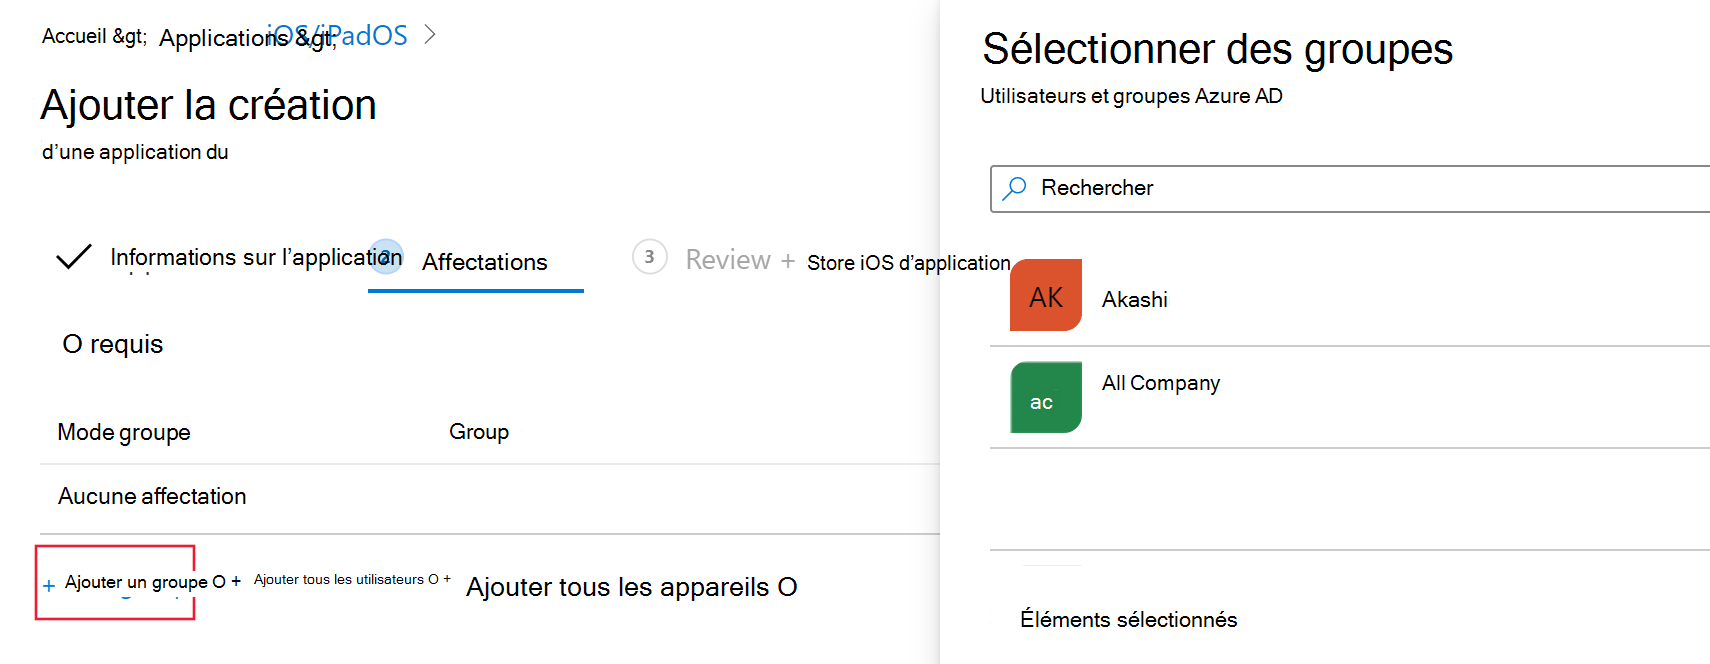 Accueil &gt; Applications &gt; iOS/iPadOS >
Ajouter la création
d’une application du
Informations sur l’application 2 Affectations 3 Review + Store iOS d’application
O requis
Mode groupe Group
Aucune affectation
+ Ajouter un groupe O + Ajouter tous les utilisateurs O + Ajouter tous les appareils O
Sélectionner des groupes
Utilisateurs et groupes Azure AD
Rechercher
AK Akashi
ac All Company
Éléments sélectionnés